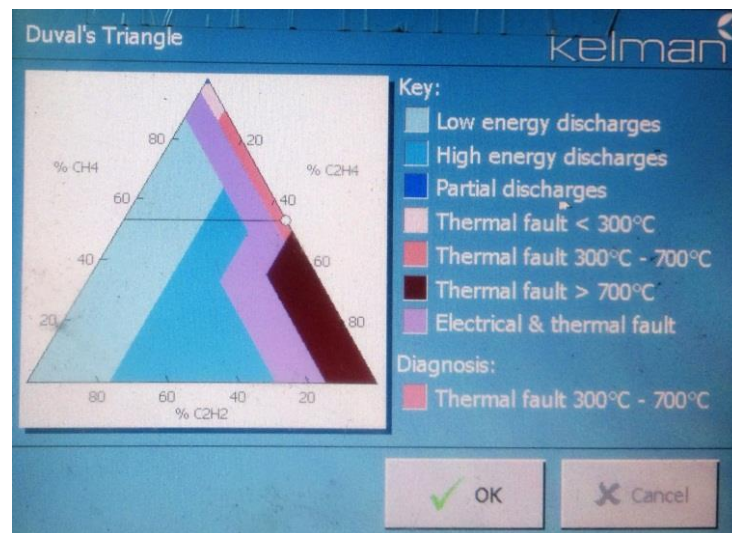 Duval's Triangle
kelman
Key:
Low energy discharges
High energy discharges
Partial discharges
Thermal fault < 300°C
Thermal fault 300°C - 700°C
Thermal fault > 700°C
Electrical & thermal fault
Diagnosis:
Thermal fault 300°C - 700°C
80
20
% CH4
% C2H4
60
40
40
60
20
80
80
60
40
20
% C2H2
OK
Cancel